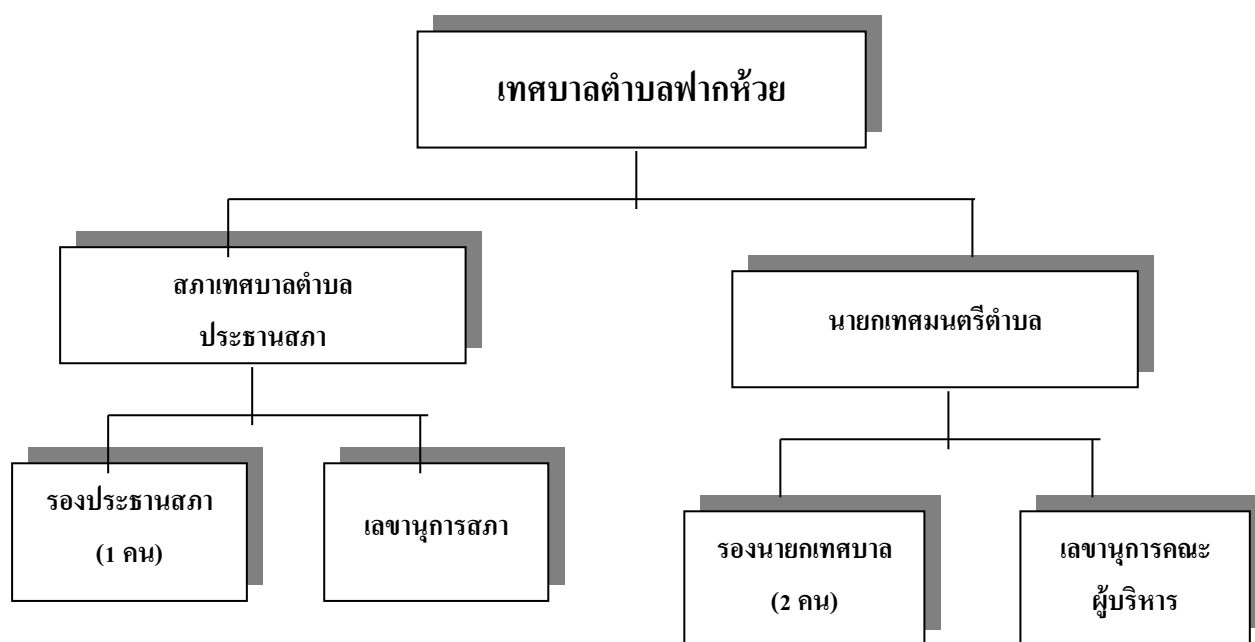 เทศบาลตำบลฟากห้วย
สภาเทศบาลตำบล
ประธานสภา
นายกเทศมนตรีตำบล
รองประธานสภา
(1 คน)
เลขานุการสภา
รองนายกเทศบาล
(2 คน)
เลขานุการคณะ
ผู้บริหาร